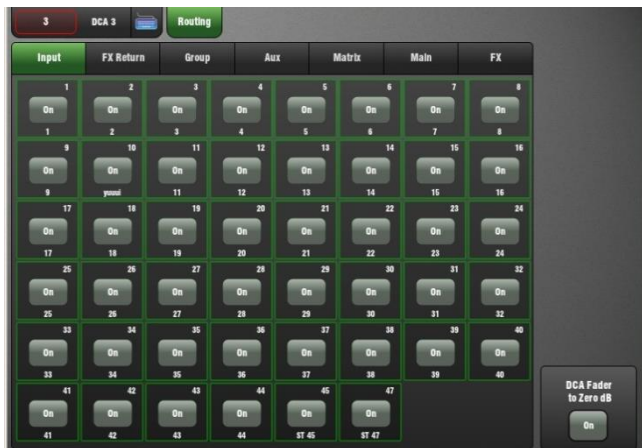 3 DCA 3 Routing
Input FX Return Group Aux Matrix Main FX
1 2 3 4 5 6 7 8
On On On On On On On On
1 2 3 4 5 6 7 8
9 10 11 12 13 14 15 16
On On On On On On On On
9 yuuui 11 12 13 14 15 16
17 18 19 20 21 22 23 24
On On On On On On On On
17 18 19 20 21 22 23 24
25 26 27 28 29 30 31 32
On On On On On On On On
25 26 27 28 29 30 31 32
33 34 35 36 37 38 39 40
On On On On On On On On
33 34 35 36 37 38 39 40
41 42 43 44 45 47
On On On On On On
41 42 43 44 ST 45 ST 47
DCA Fader
to Zero dB
On